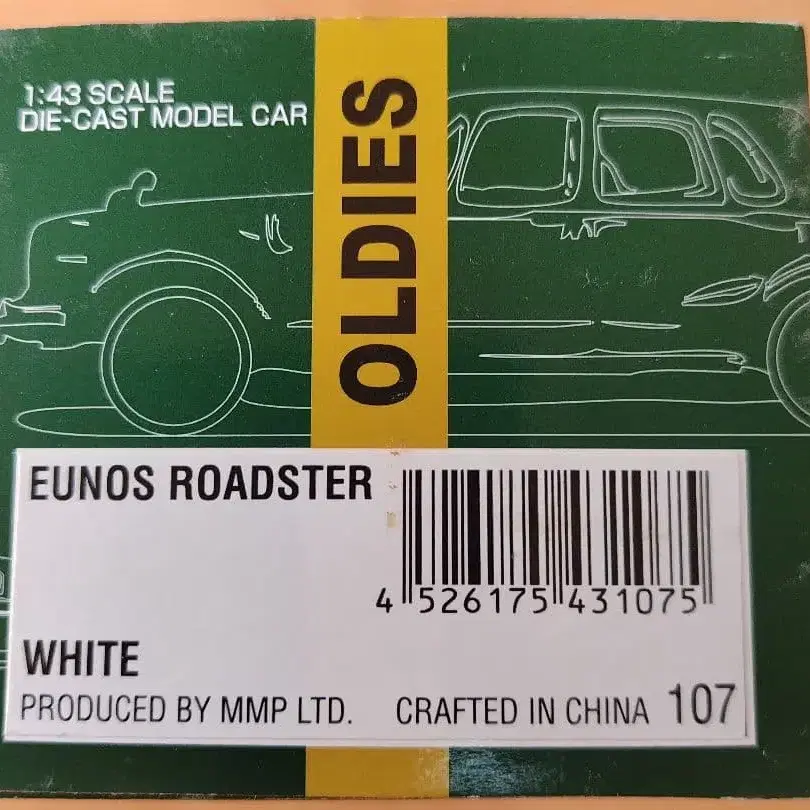 1:43 SCALE
DIE-CAST MODEL CAR
OLDIES
EUNOS ROADSTER
4 526175 431075
WHITE
PRODUCED BY MMP LTD. CRAFTED IN CHINA 107